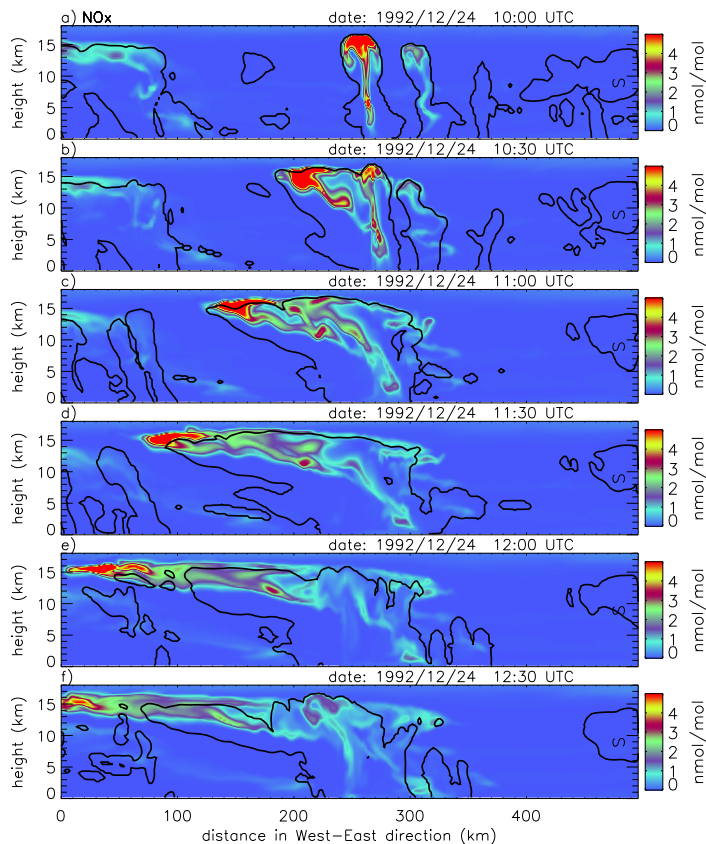 a) NOx date: 1992/12/24 10:00 UTC
height (km) 15 10 5 0 S 0 1 2 3 4 nmol/mol
b) date: 1992/12/24 10:30 UTC
height (km) 15 10 5 0 S 0 1 2 3 4 nmol/mol
c) date: 1992/12/24 11:00 UTC
height (km) 15 10 5 0 S 0 1 2 3 4 nmol/mol
d) date: 1992/12/24 11:30 UTC
height (km) 15 10 5 0 S 0 1 2 3 4 nmol/mol
e) date: 1992/12/24 12:00 UTC
height (km) 15 10 5 0 S 0 1 2 3 4 nmol/mol
f) date: 1992/12/24 12:30 UTC
height (km) 15 10 5 0 S 0 1 2 3 4 nmol/mol
0 100 200 300 400
distance in West-East direction (km)